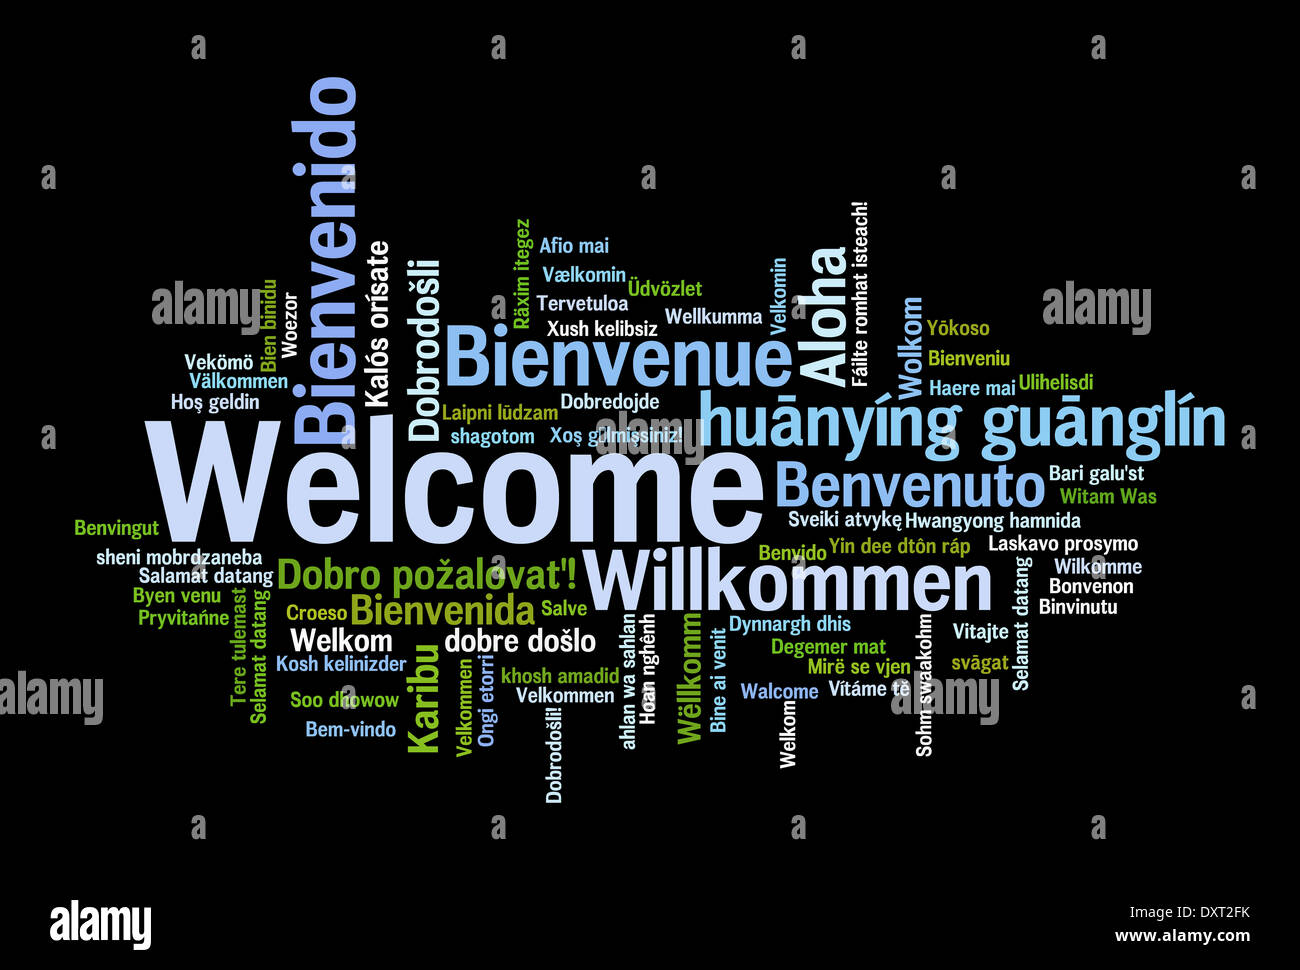 Bienvenido
Kalós orísate
Dobrodošli
Räxim itegez
Afio mai
Vælkomin
Üdvözlet
Tervetuloa
Wellkumma
Xush kelibsiz
Velkomin
Aloha
Fáilte romhat isteach!
Bien binidu
Woezor
Vekömö
Välkommen
Hoş geldin
Bienvenue
Wolkom
Yōkoso
Bienveniu
Haere mai
Ulihelisdi
Laipni lūdzam
Dobredojde
shagotom
huānyíng guānglín
Welcome
Benvenuto
Bari galu'st
Witam Was
Sveiki atvykę
Hwangyong hamnida
Benvingut
sheni mobrdzaneba
Salamat datang
Byen venu
Pryvitańne
Dobro požalovat'!
Willkommen
Benvido
Yin dee dtôn ráp
Laskavo prosymo
Wilkomme
Bonvenon
Binvinutu
Tere tulemast
Selamat datang
Croeso
Bienvenida
Salve
Welkom
dobre došlo
Kosh kelinizder
Karibu
Soo dhowow
Bem-vindo
Velkommen
Ongi etorri
khosh amadid
Velkommen
Dobrodošli!
ahlan wa sahlan
Hoan nghênh
Wëllkomm
Bine ai venit
Dynnargh dhis
Degemer mat
Mirë se vjen
Walcome
Vítáme tě
Welkom
Sohm swaakohm
Vitajte
svāgat
Selamat datang
alamy
alamy
alamy
alamy
a
a
a
a
a
a
a
a
a
a
a
a
alamy
Image ID: DXT2FK
www.alamy.com